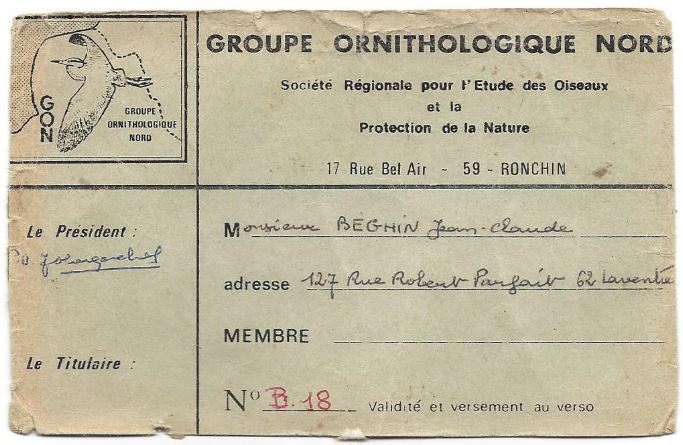 GON
GROUPE
ORNITHOLOGIQUE
NORD
GROUPE ORNITHOLOGIQUE NORD
Société Régionale pour l'Etude des Oiseaux
et la
Protection de la Nature
17 Rue Bel Air - 59 - RONCHIN
Le Président :
Le Titulaire :
Monsieur BEGHIN Jean-Claude
adresse 127 Rue Robert Parfait 62 Laventie
MEMBRE
N° B.18 Validité et versement au verso